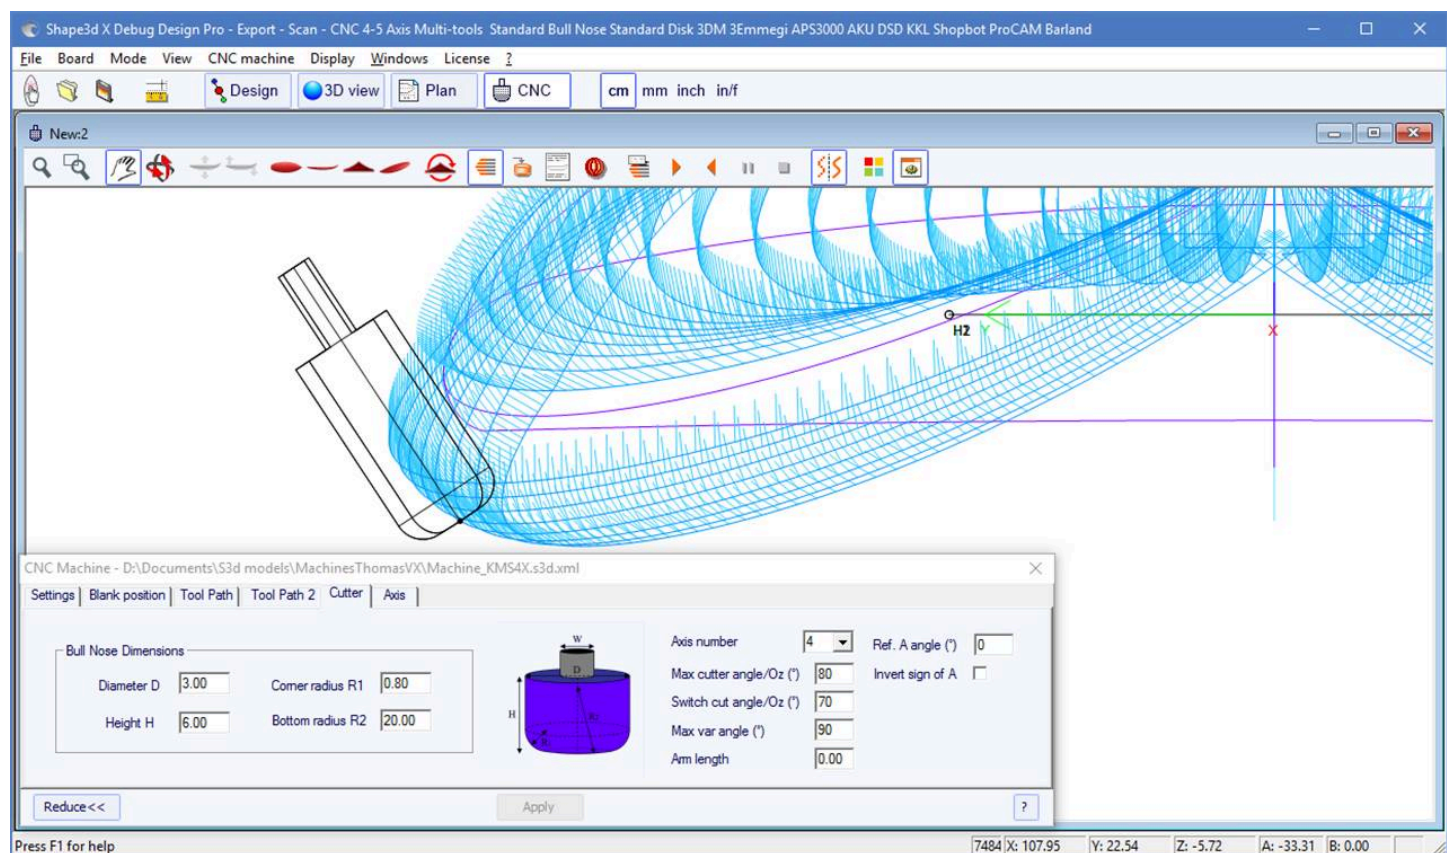 Shape3d X Debug Design Pro - Export - Scan - CNC 4-5 Axis Multi-tools Standard Bull Nose Standard Disk 3DM 3Emmegi APS3000 AKU DSD KKL Shopbot ProCAM Barland
File Board Mode View CNC machine Display Windows License ?
Design 3D view Plan CNC cm mm inch in/f
New:2
H2 Y
X
CNC Machine - D:\Documents\S3d models\MachinesThomasVX\Machine_KMS4X.s3d.xml
Settings Blank position Tool Path Tool Path 2 Cutter Axis
Bull Nose Dimensions
Diameter D 3.00 Corner radius R1 0.80
Height H 6.00 Bottom radius R2 20.00
W
D
H
Axis number 4 Ref. A angle (°) 0
Max cutter angle/Oz (°) 80 Invert sign of A
Switch cut angle/Oz (°) 70
Max var angle (°) 90
Arm length 0.00
Reduce<< Apply ?
Press F1 for help 7484 X: 107.95 Y: 22.54 Z: -5.72 A: -33.31 B: 0.00